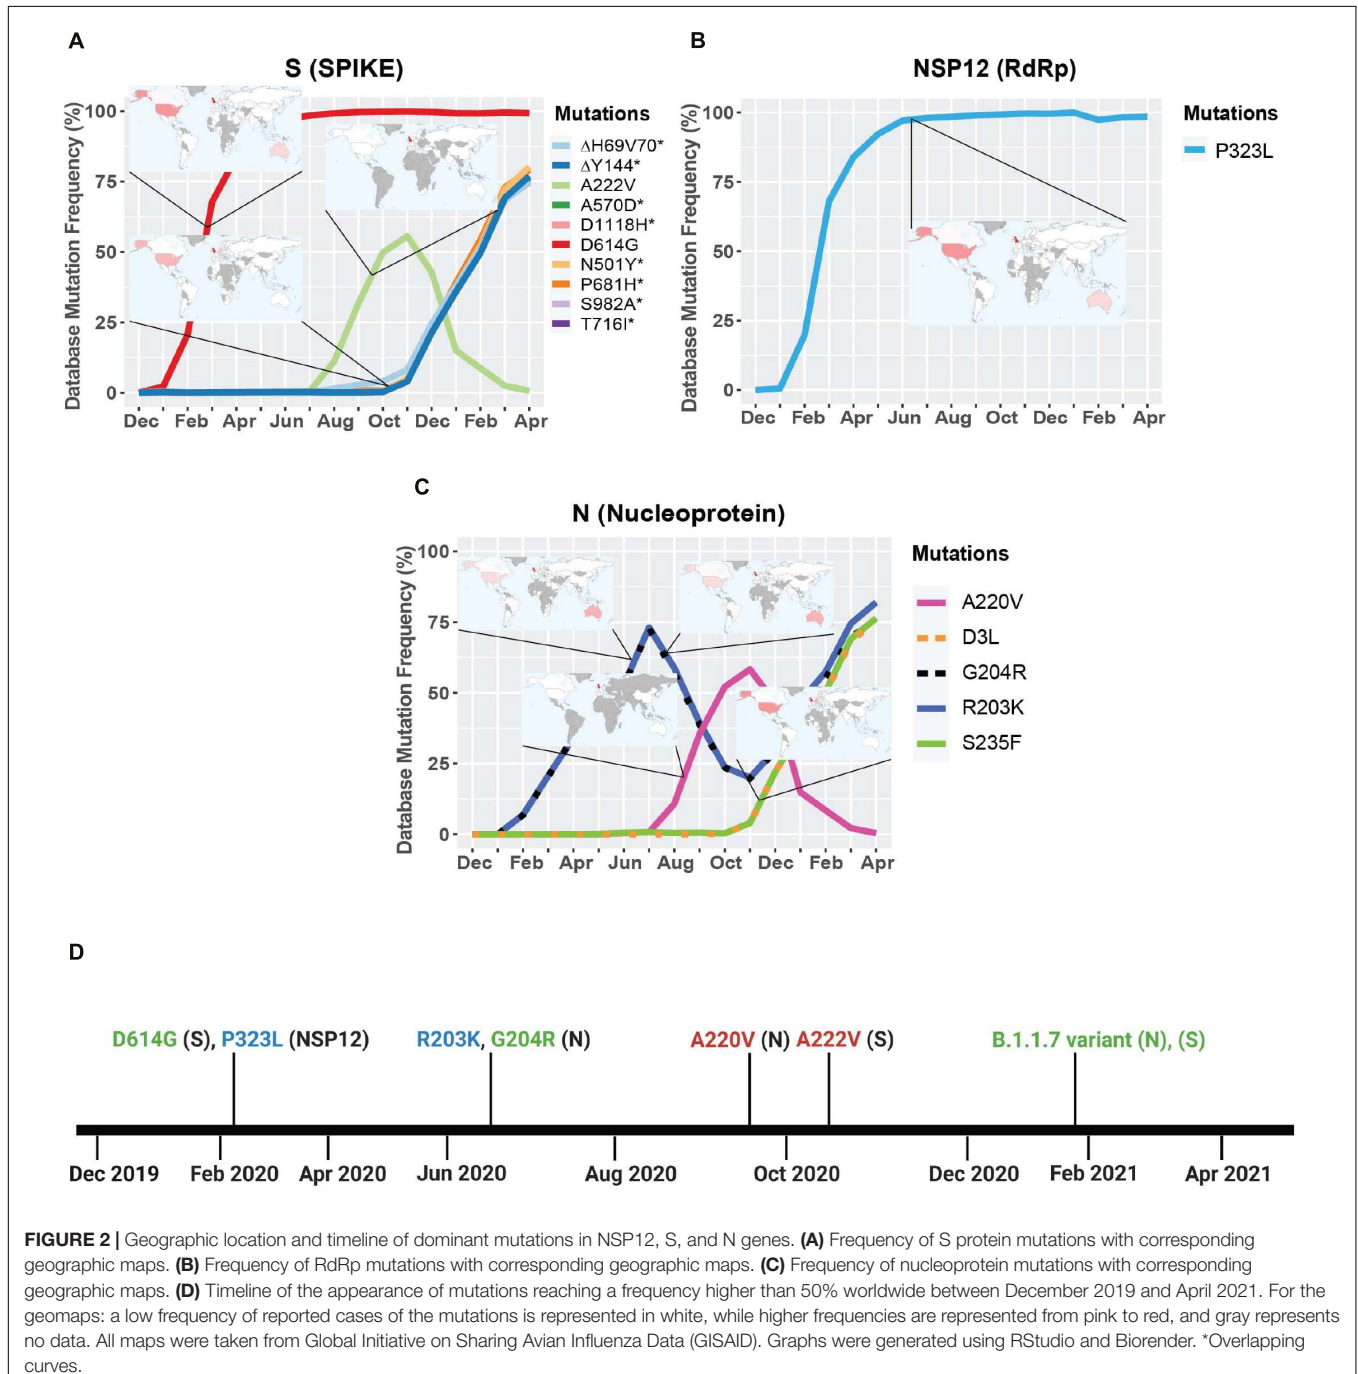 A
S (SPIKE)
Database Mutation Frequency (%)
100
75
50
25
0
Dec Feb Apr Jun Aug Oct Dec Feb Apr
Mutations
ΔH69V70*
ΔY144*
A222V
A570D*
D1118H*
D614G
N501Y*
P681H*
S982A*
T716I*
B
NSP12 (RdRp)
Database Mutation Frequency (%)
100
75
50
25
0
Dec Feb Apr Jun Aug Oct Dec Feb Apr
Mutations
P323L
C
N (Nucleoprotein)
Database Mutation Frequency (%)
100
75
50
25
0
Dec Feb Apr Jun Aug Oct Dec Feb Apr
Mutations
A220V
D3L
G204R
R203K
S235F
D
D614G (S), P323L (NSP12) R203K, G204R (N) A220V (N) A222V (S) B.1.1.7 variant (N), (S)
Dec 2019 Feb 2020 Apr 2020 Jun 2020 Aug 2020 Oct 2020 Dec 2020 Feb 2021 Apr 2021
FIGURE 2 | Geographic location and timeline of dominant mutations in NSP12, S, and N genes. (A) Frequency of S protein mutations with corresponding
geographic maps. (B) Frequency of RdRp mutations with corresponding geographic maps. (C) Frequency of nucleoprotein mutations with corresponding
geographic maps. (D) Timeline of the appearance of mutations reaching a frequency higher than 50% worldwide between December 2019 and April 2021. For the
geomaps: a low frequency of reported cases of the mutations is represented in white, while higher frequencies are represented from pink to red, and gray represents
no data. All maps were taken from Global Initiative on Sharing Avian Influenza Data (GISAID). Graphs were generated using RStudio and Biorender. *Overlapping
curves.